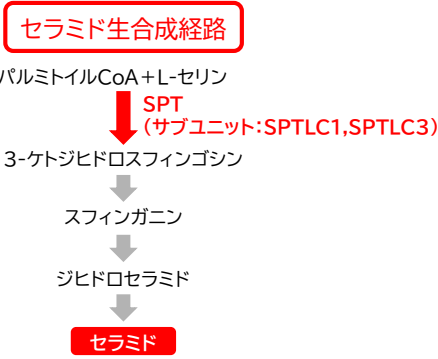 セラミド生合成経路
パルミトイルCoA＋L-セリン
SPT
（サブユニット：SPTLC1,SPTLC3）
3-ケトジヒドロスフィンゴシン
スフィンガニン
ジヒドロセラミド
セラミド